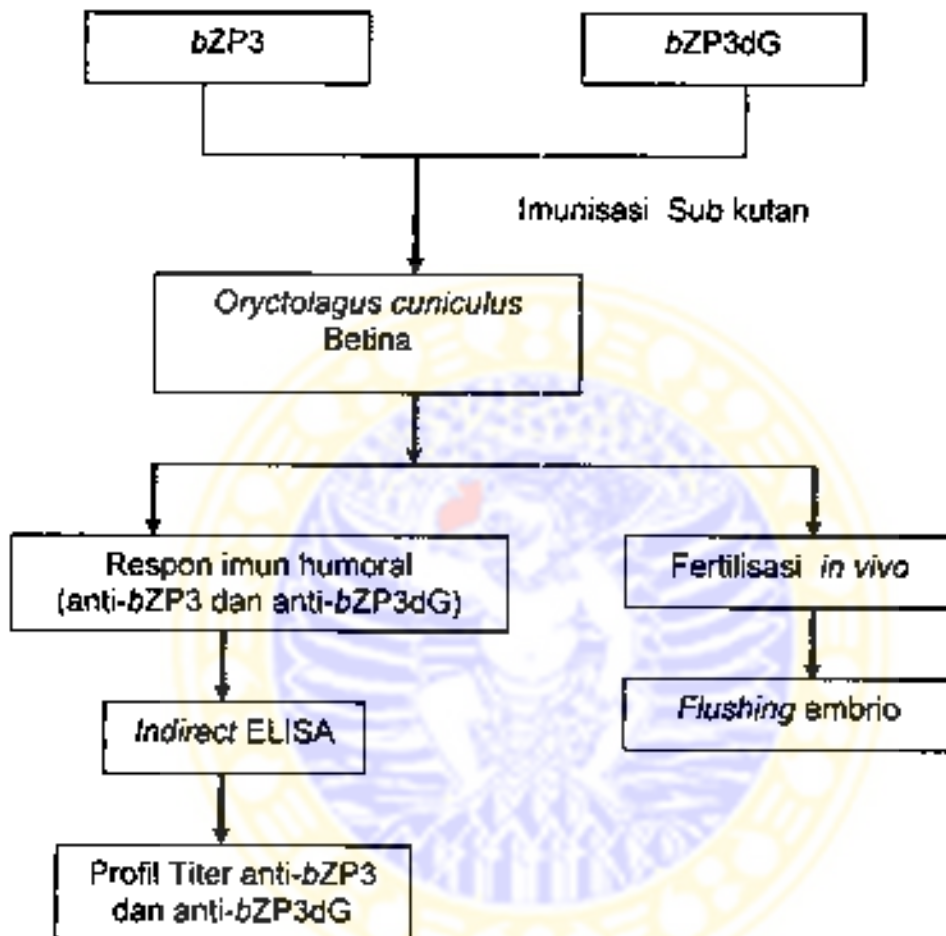 bZP3
bZP3dG
Imunisasi Sub kutan
Oryctolagus cuniculus
Betina
Respon imun humoral
(anti-bZP3 dan anti-bZP3dG)
Fertilisasi in vivo
Indirect ELISA
Flushing embrio
Profil Titer anti-bZP3
dan anti-bZP3dG